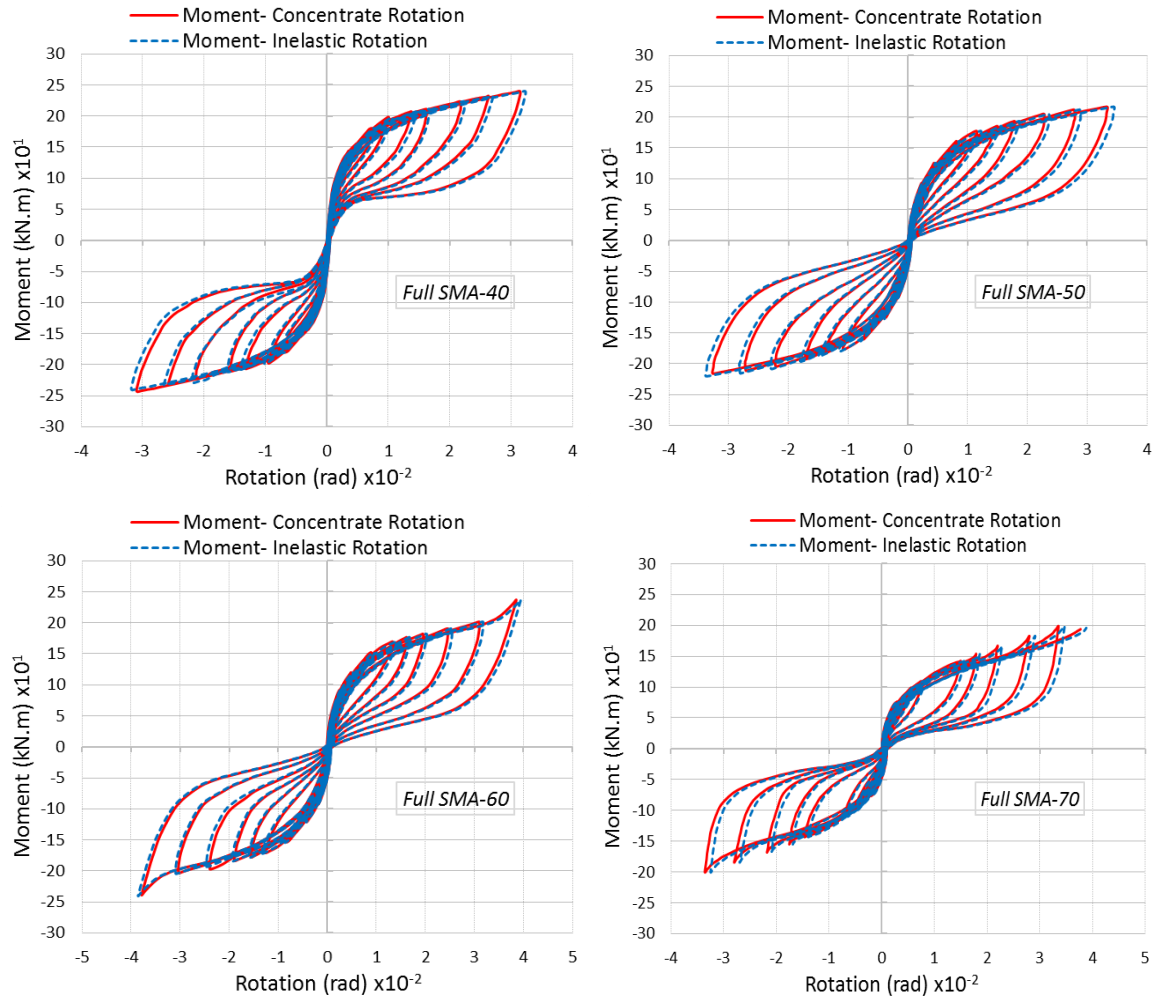 Moment- Concentrate Rotation
Moment- Inelastic Rotation
30
25
20
15
10
5
0
-5
-10
-15
-20
-25
-30
Moment (kN.m) x10¹
Full SMA-40
-4 -3 -2 -1 0 1 2 3 4
Rotation (rad) x10⁻²
Moment- Concentrate Rotation
Moment- Inelastic Rotation
30
25
20
15
10
5
0
-5
-10
-15
-20
-25
-30
Moment (kN.m) x10¹
Full SMA-50
-4 -3 -2 -1 0 1 2 3 4
Rotation (rad) x10⁻²
Moment- Concentrate Rotation
Moment- Inelastic Rotation
30
25
20
15
10
5
0
-5
-10
-15
-20
-25
-30
Moment (kN.m) x10¹
Full SMA-60
-5 -4 -3 -2 -1 0 1 2 3 4 5
Rotation (rad) x10⁻²
Moment- Concentrate Rotation
Moment- Inelastic Rotation
30
25
20
15
10
5
0
-5
-10
-15
-20
-25
-30
Moment (kN.m) x10¹
Full SMA-70
-4 -3 -2 -1 0 1 2 3 4 5
Rotation (rad) x10⁻²